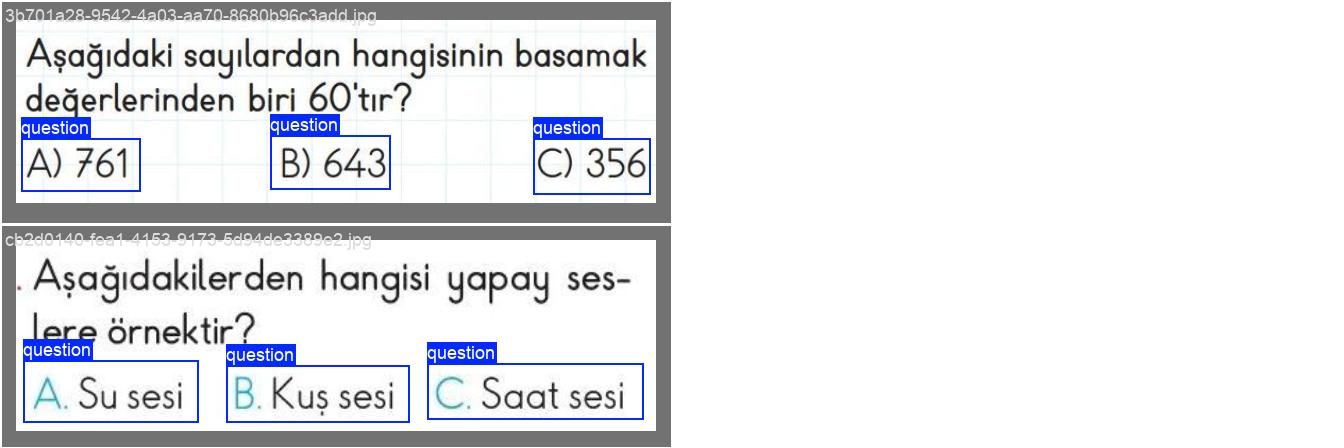 3b701a28-9542-4a03-aa70-8680b96c3add.jpg
Aşağıdaki sayılardan hangisinin basamak
değerlerinden biri 60'tır?
question question question
A) 761 B) 643 C) 356
cb2d0140-fea1-4153-9173-5d94de3389e2.jpg
. Aşağıdakilerden hangisi yapay ses-
lere örnektir?
question question question
A. Su sesi B. Kuş sesi C. Saat sesi